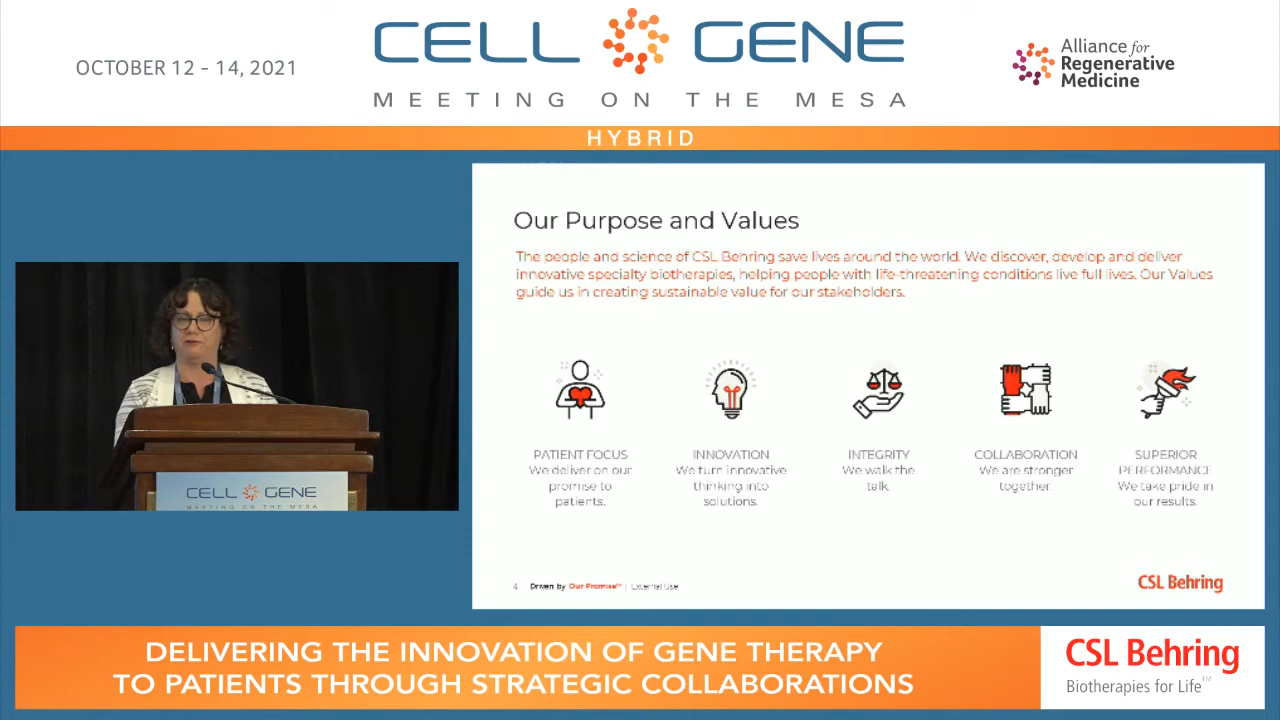 OCTOBER 12 - 14, 2021
CELL GENE
MEETING ON THE MESA
Alliance for
Regenerative
Medicine
HYBRID
Our Purpose and Values
The people and science of CSL Behring save lives around the world. We discover, develop and deliver
innovative specialty biotherapies, helping people with life-threatening conditions live full lives. Our Values
guide us in creating sustainable value for our stakeholders.
PATIENT FOCUS
We deliver on our
promise to
patients.
INNOVATION
We turn innovative
thinking into
solutions.
INTEGRITY
We walk the
talk.
COLLABORATION
We are stronger
together.
SUPERIOR
PERFORMANCE
We take pride in
our results.
4 Driven by Our Promise™ | External Use
CSL Behring
CELL GENE
MEETING ON THE MESA
DELIVERING THE INNOVATION OF GENE THERAPY
TO PATIENTS THROUGH STRATEGIC COLLABORATIONS
CSL Behring
Biotherapies for Life™